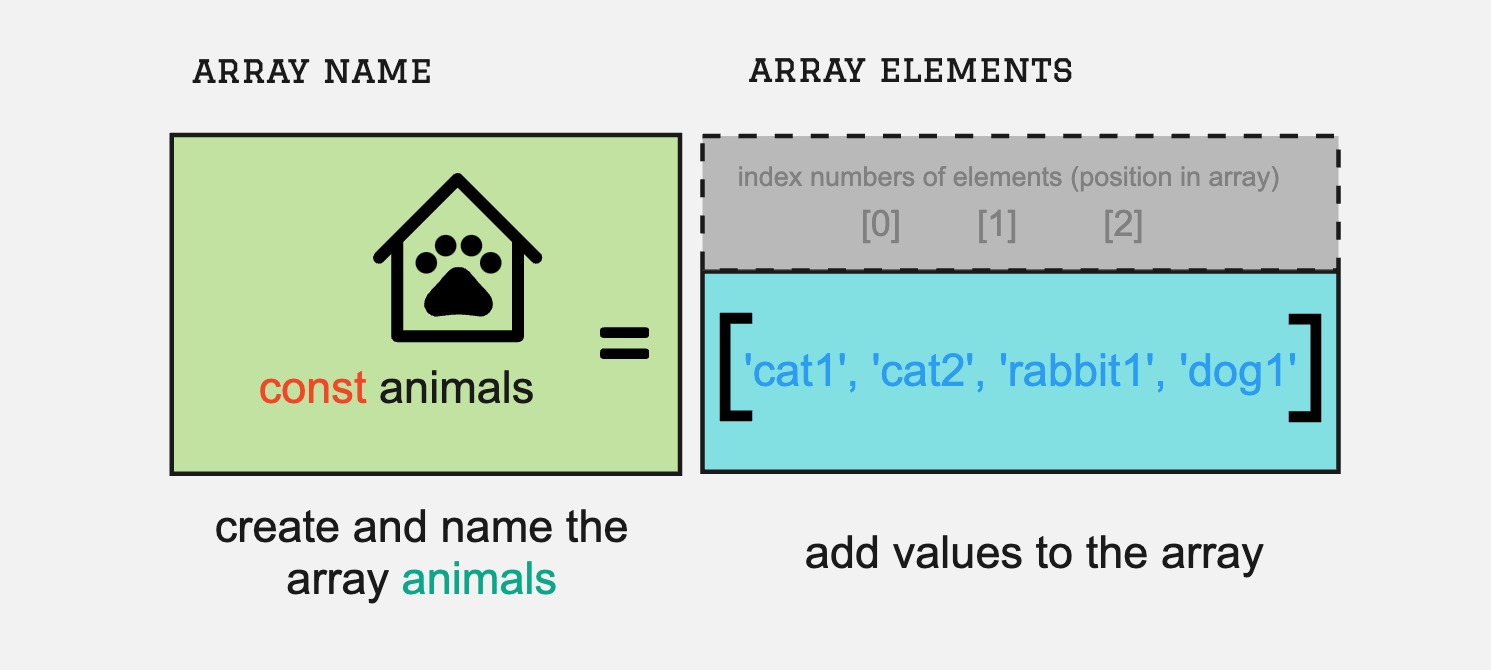 ARRAY NAME
ARRAY ELEMENTS
index numbers of elements (position in array)
[0] [1] [2]
const animals
=
['cat1', 'cat2', 'rabbit1', 'dog1']
create and name the
array animals
add values to the array